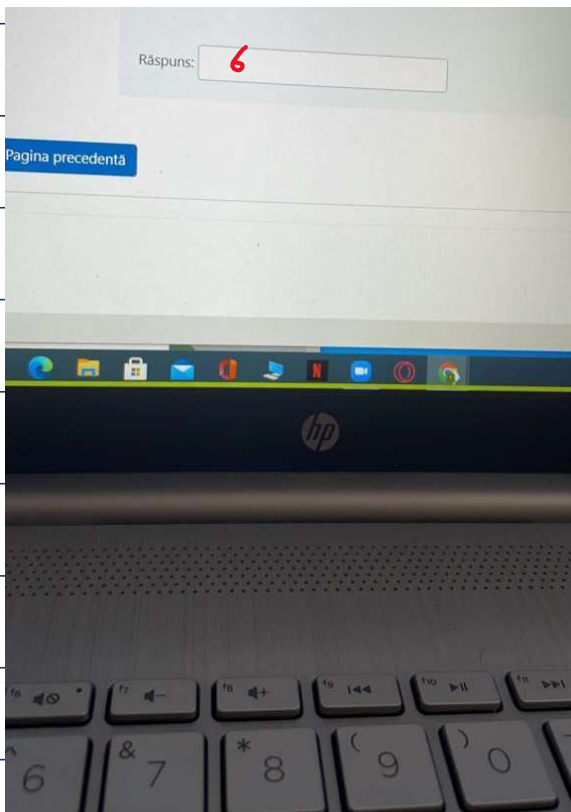 Răspuns: 6
Pagina precedentă
N
hp
f6 f7 f8 f9 f10 f11
^ & * ( )
6 7 8 9 0